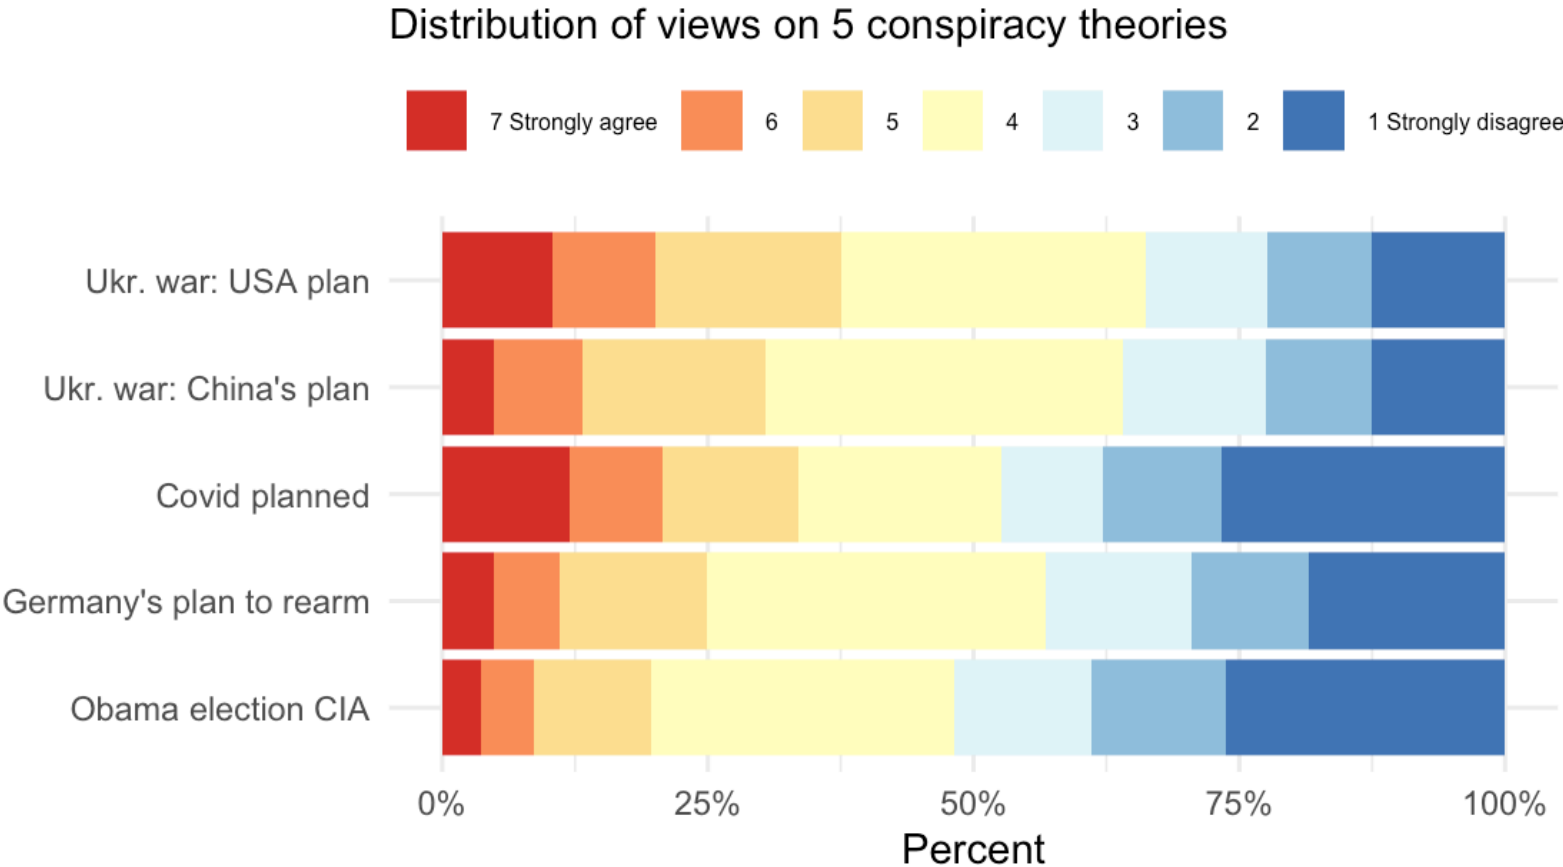 Distribution of views on 5 conspiracy theories
7 Strongly agree 6 5 4 3 2 1 Strongly disagree
Ukr. war: USA plan
Ukr. war: China's plan
Covid planned
Germany's plan to rearm
Obama election CIA
0% 25% 50% 75% 100%
Percent